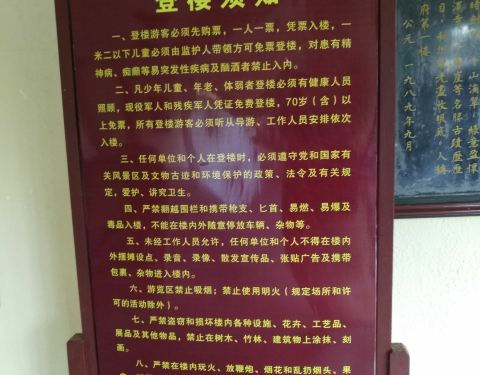 登楼须知
一、登楼游客必须先购票，一人一票，凭票入楼，一
米二以下儿童必须由监护人带领方可免票登楼，对患有精
神病、癫痫等易突发性疾病及酗酒者禁止入内。
二、凡少年儿童、年老、体弱者登楼必须有健康人员
照顾，现役军人和残疾军人凭证免费登楼，70岁（含）以
上免票，所有登楼游客必须听从导游、工作人员安排依次
入楼。
三、任何单位和个人在登楼时，必须遵守党和国家有
关风景区及文物古迹和环境保护的政策、法令及有关规
定，爱护、讲究卫生。
四、严禁翻越围栏和携带枪支、匕首、易燃、易爆及
毒品入楼，不能在楼内外随意停放车辆、杂物等。
五、未经工作人员允许，任何单位和个人不得在楼内
外摆摊设点、录音、录像、散发宣传品、张贴广告及携带
包裹、杂物进入楼内。
六、游览区禁止吸烟；禁止使用明火（规定场所和许
可的活动除外）。
七、严禁盗窃和损坏楼内各种设施、花卉、工艺品、
展品及其他物品，禁止在树木、竹林、建筑物上涂抹、刻
画。
八、严禁在楼内玩火、放鞭炮、烟花和乱扔烟头、果
公元一九八九年九月